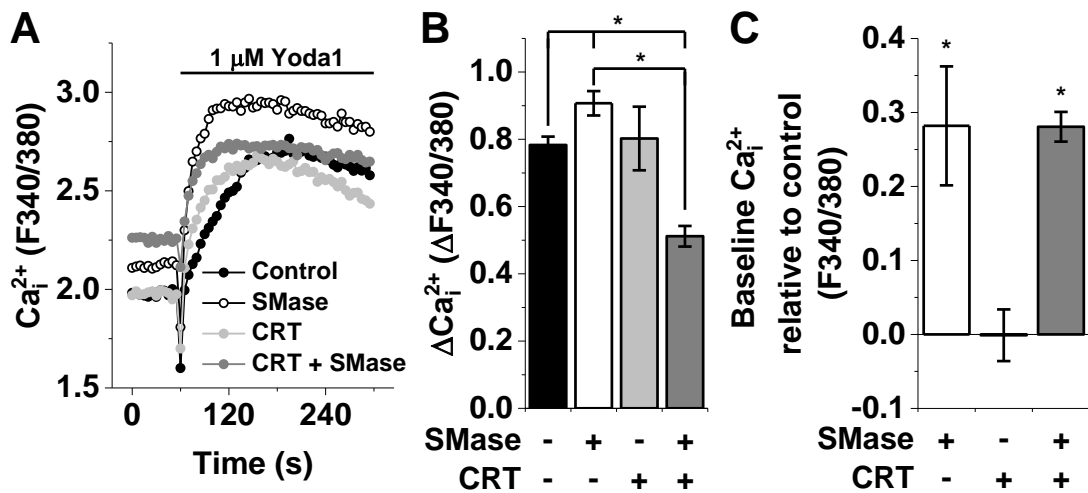 A
1 μM Yoda1
3.0
2.5
2.0
1.5
Ca²⁺ᵢ (F340/380)
0
120
240
Time (s)
Control
SMase
CRT
CRT + SMase
B
*
*
1.0
0.8
0.6
0.4
0.2
0.0
ΔCa²⁺ᵢ (ΔF340/380)
SMase - + - +
CRT - - + +
C
*
*
0.4
0.3
0.2
0.1
0.0
-0.1
Baseline Ca²⁺ᵢ
relative to control
(F340/380)
SMase + - +
CRT - + +